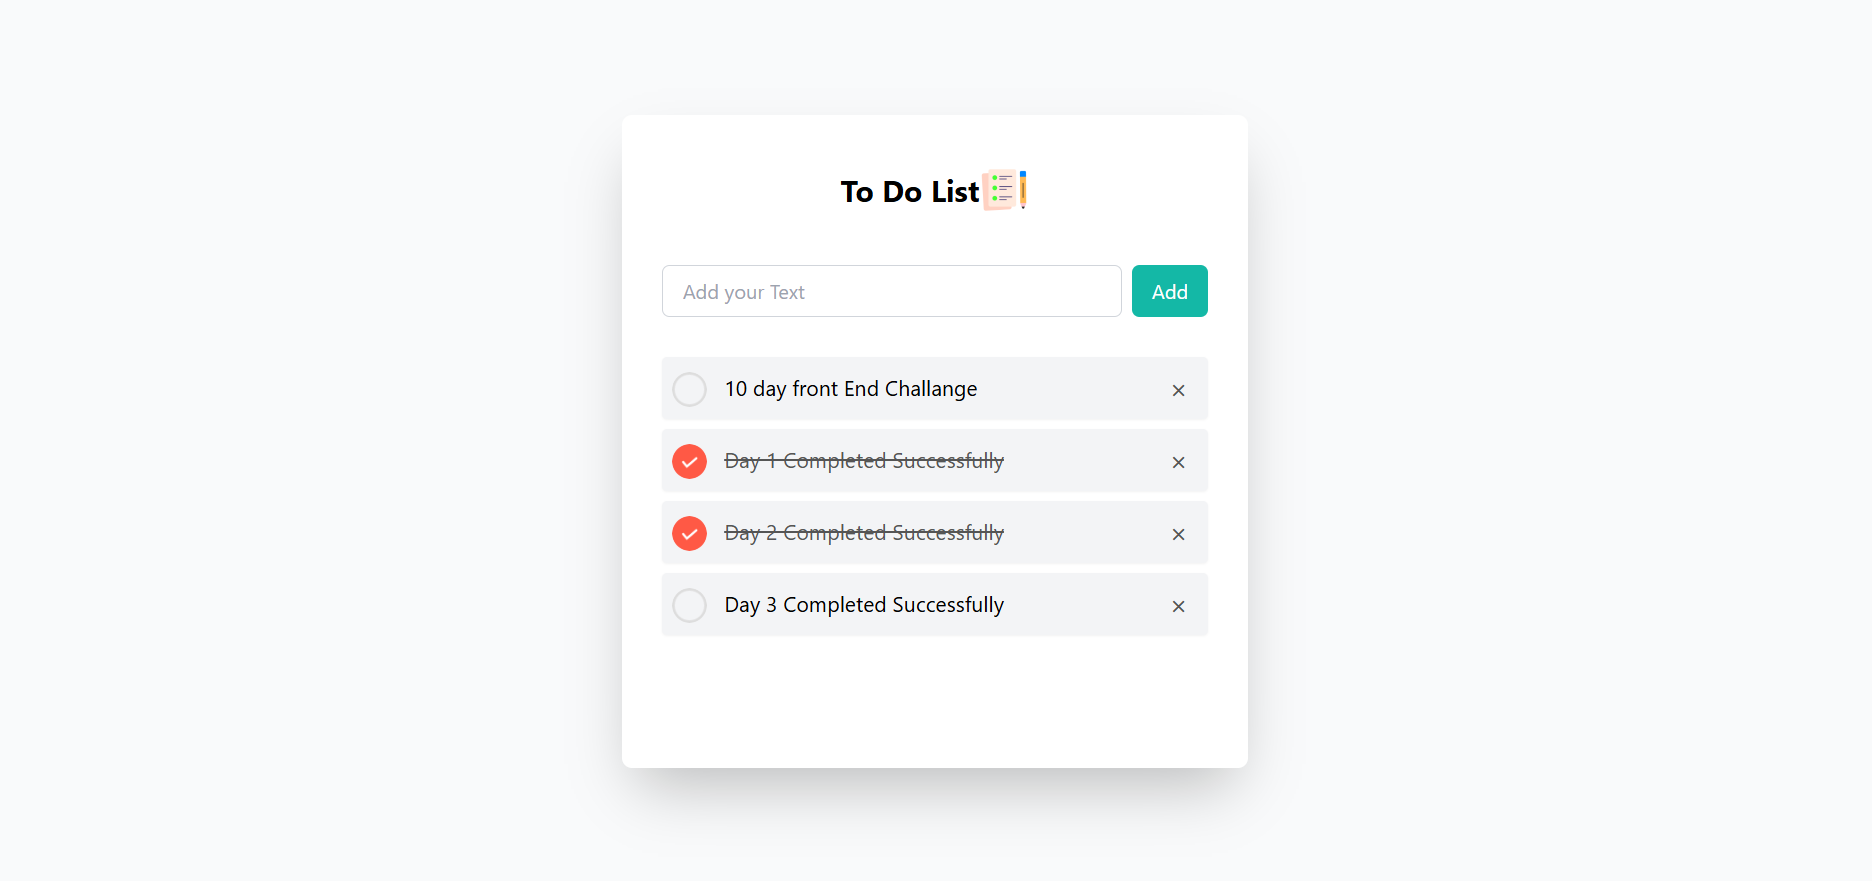 To Do List
Add your Text
Add
10 day front End Challange
Day 1 Completed Successfully
Day 2 Completed Successfully
Day 3 Completed Successfully